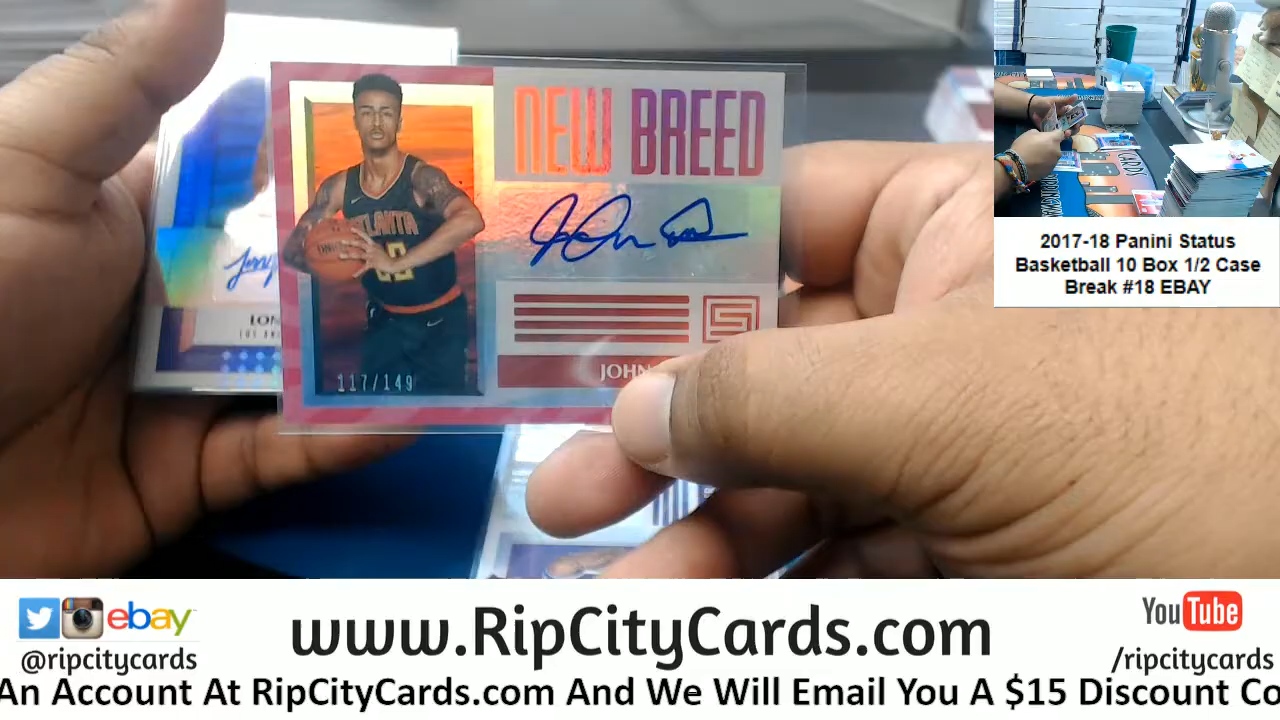 NEW BREED
ATLANTA
117/149
JOHN
LON
2017-18 Panini Status
Basketball 10 Box 1/2 Case
Break #18 EBAY
ebay
@ripcitycards
www.RipCityCards.com
YouTube
/ripcitycards
An Account At RipCityCards.com And We Will Email You A $15 Discount Co